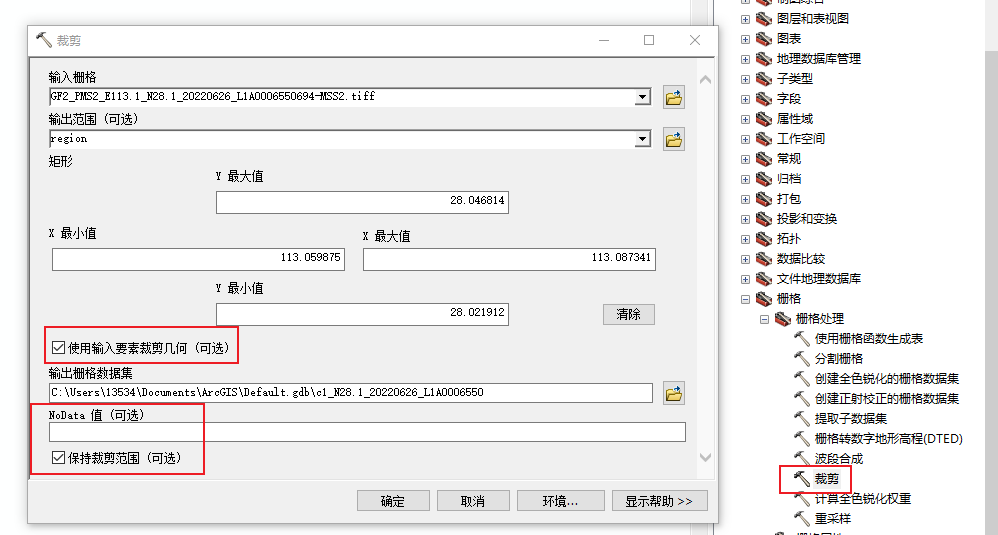 裁剪
输入栅格
GF2_PMS2_E113.1_N28.1_20220626_L1A0006550694-MSS2.tiff
输出范围（可选）
region
矩形
Y 最大值
28.046814
X 最小值
X 最大值
113.059875
113.087341
Y 最小值
28.021912
清除
使用输入要素裁剪几何（可选）
输出栅格数据集
C:\Users\13534\Documents\ArcGIS\Default.gdb\c1_N28.1_20220626_L1A0006550
NoData 值（可选）
保持裁剪范围（可选）
确定
取消
环境...
显示帮助 >>
图层和表视图
图表
地理数据库管理
子类型
字段
属性域
工作空间
常规
归档
打包
投影和变换
拓扑
数据比较
文件地理数据库
栅格
栅格处理
使用栅格函数生成表
分割栅格
创建全色锐化的栅格数据集
创建正射校正的栅格数据集
提取子数据集
栅格转数字地形高程(DTED)
波段合成
裁剪
计算全色锐化权重
重采样